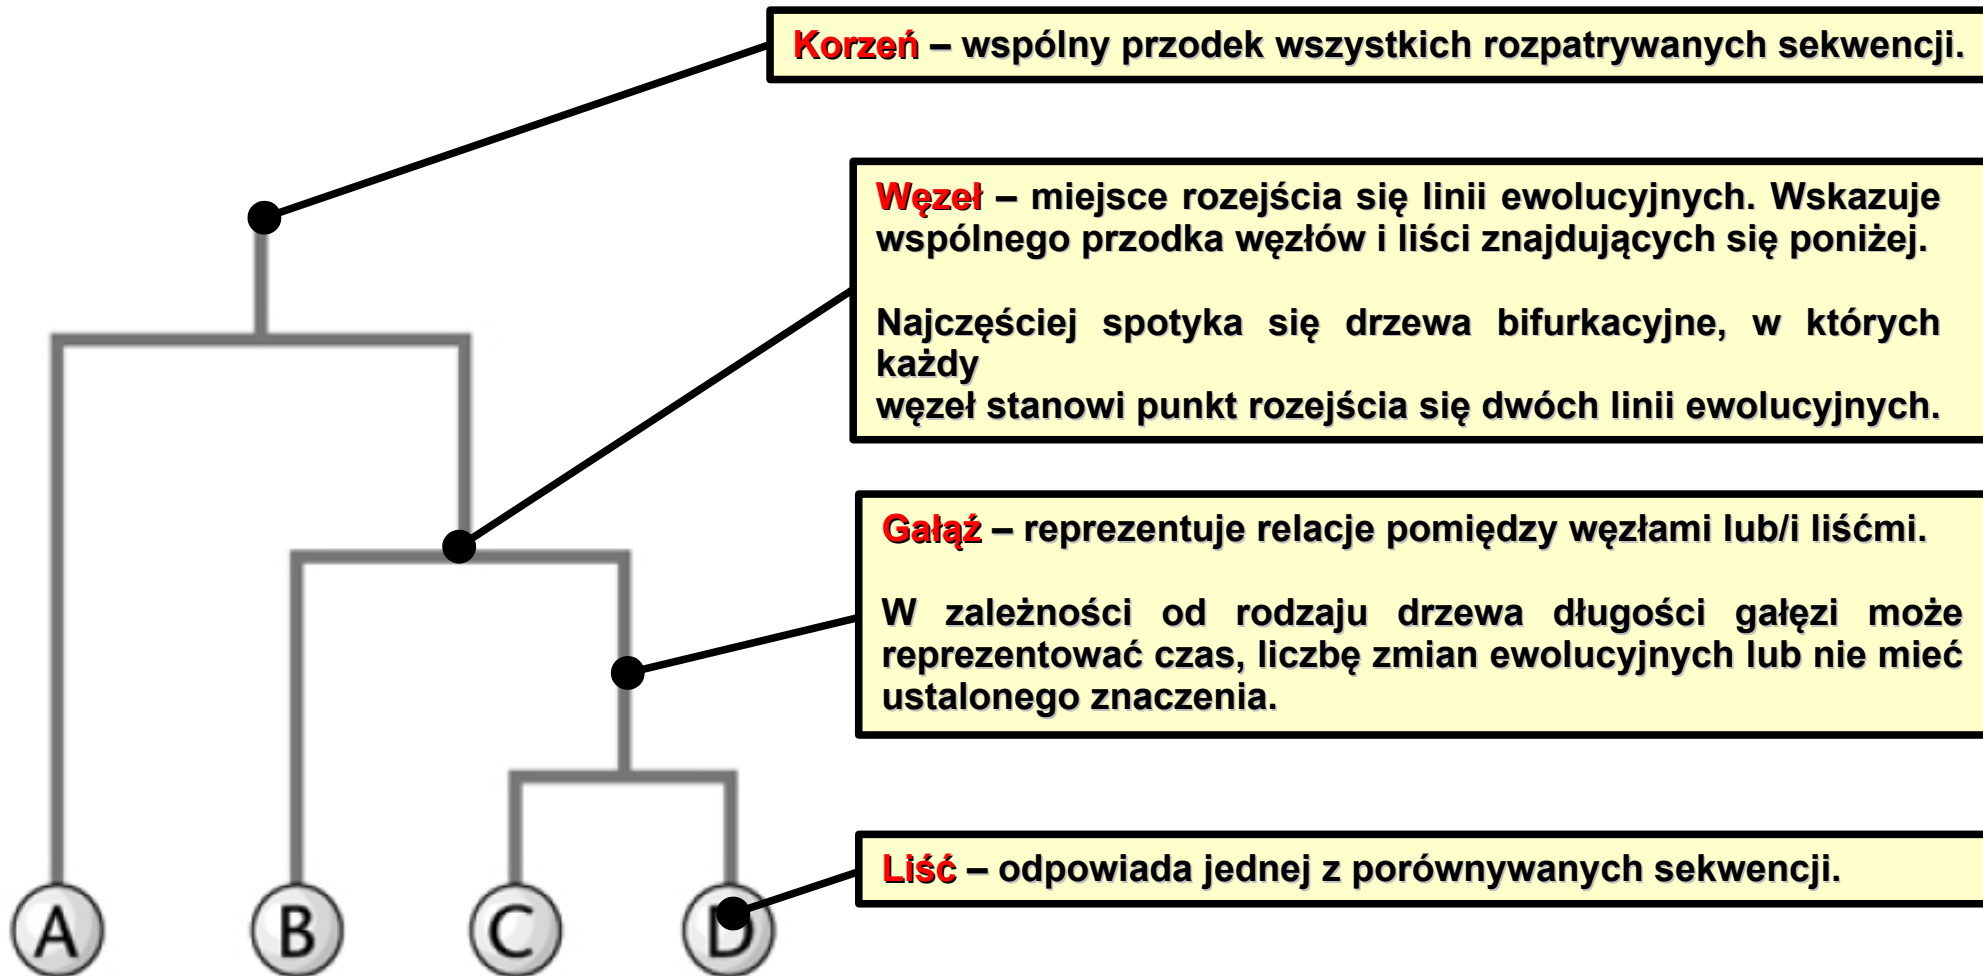 Korzeń – wspólny przodek wszystkich rozpatrywanych sekwencji.
Węzeł – miejsce rozejścia się linii ewolucyjnych. Wskazuje
wspólnego przodka węzłów i liści znajdujących się poniżej.
Najczęściej spotyka się drzewa bifurkacyjne, w których
każdy
węzeł stanowi punkt rozejścia się dwóch linii ewolucyjnych.
Gałąź – reprezentuje relacje pomiędzy węzłami lub/i liśćmi.
W zależności od rodzaju drzewa długości gałęzi może
reprezentować czas, liczbę zmian ewolucyjnych lub nie mieć
ustalonego znaczenia.
Liść – odpowiada jednej z porównywanych sekwencji.
A B C D